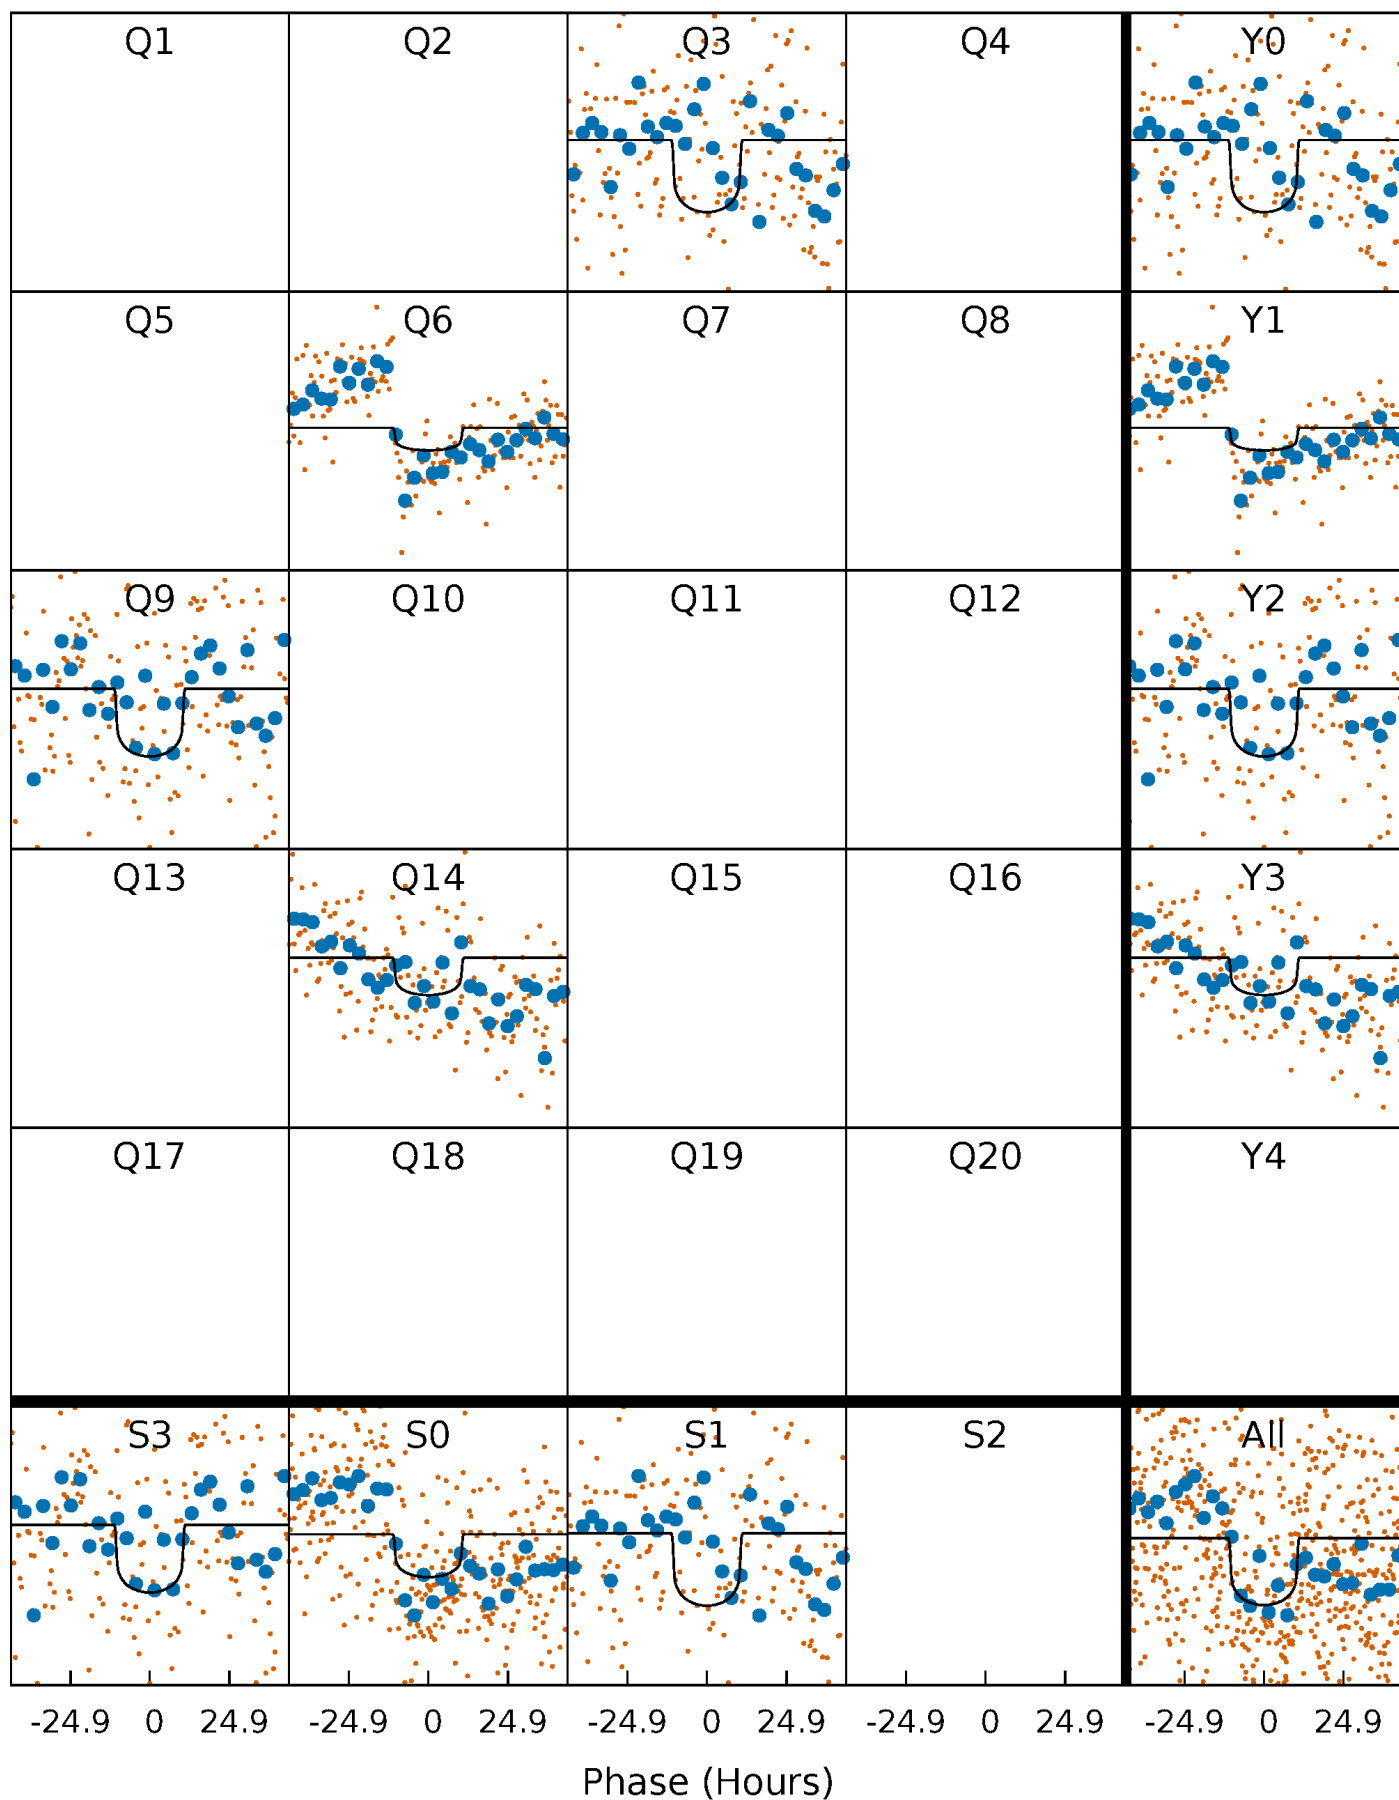 Q1 Q2 Q3 Q4 Y0
Q5 Q6 Q7 Q8 Y1
Q9 Q10 Q11 Q12 Y2
Q13 Q14 Q15 Q16 Y3
Q17 Q18 Q19 Q20 Y4
S3 S0 S1 S2 All
-24.9 0 24.9 -24.9 0 24.9 -24.9 0 24.9 -24.9 0 24.9 -24.9 0 24.9
Phase (Hours)